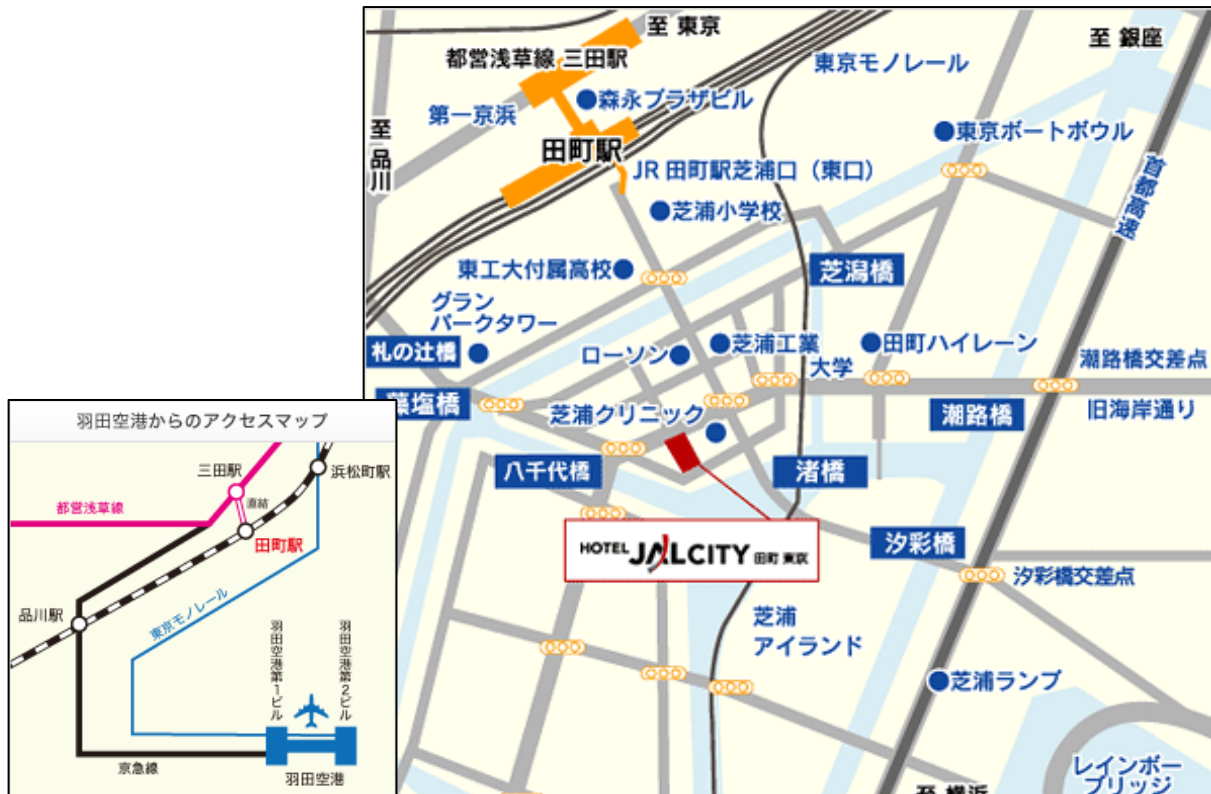 至 東京
都営浅草線 三田駅
至 銀座
東京モノレール
第一京浜
森永プラザビル
至 品川
東京ボートボウル
田町駅
JR 田町駅芝浦口（東口）
首都高速
芝浦小学校
東工大付属高校
芝潟橋
グラン
パークタワー
札の辻橋
ローソン
芝浦工業
大学
田町ハイレーン
潮路橋交差点
藻塩橋
芝浦クリニック
潮路橋
旧海岸通り
八千代橋
渚橋
HOTEL JALCITY 田町 東京
汐彩橋
汐彩橋交差点
芝浦
アイランド
芝浦ランプ
レインボー
ブリッジ
至 横浜
羽田空港からのアクセスマップ
三田駅
浜松町駅
直結
都営浅草線
田町駅
品川駅
東京モノレール
羽田空港第1ビル
羽田空港第2ビル
京急線
羽田空港